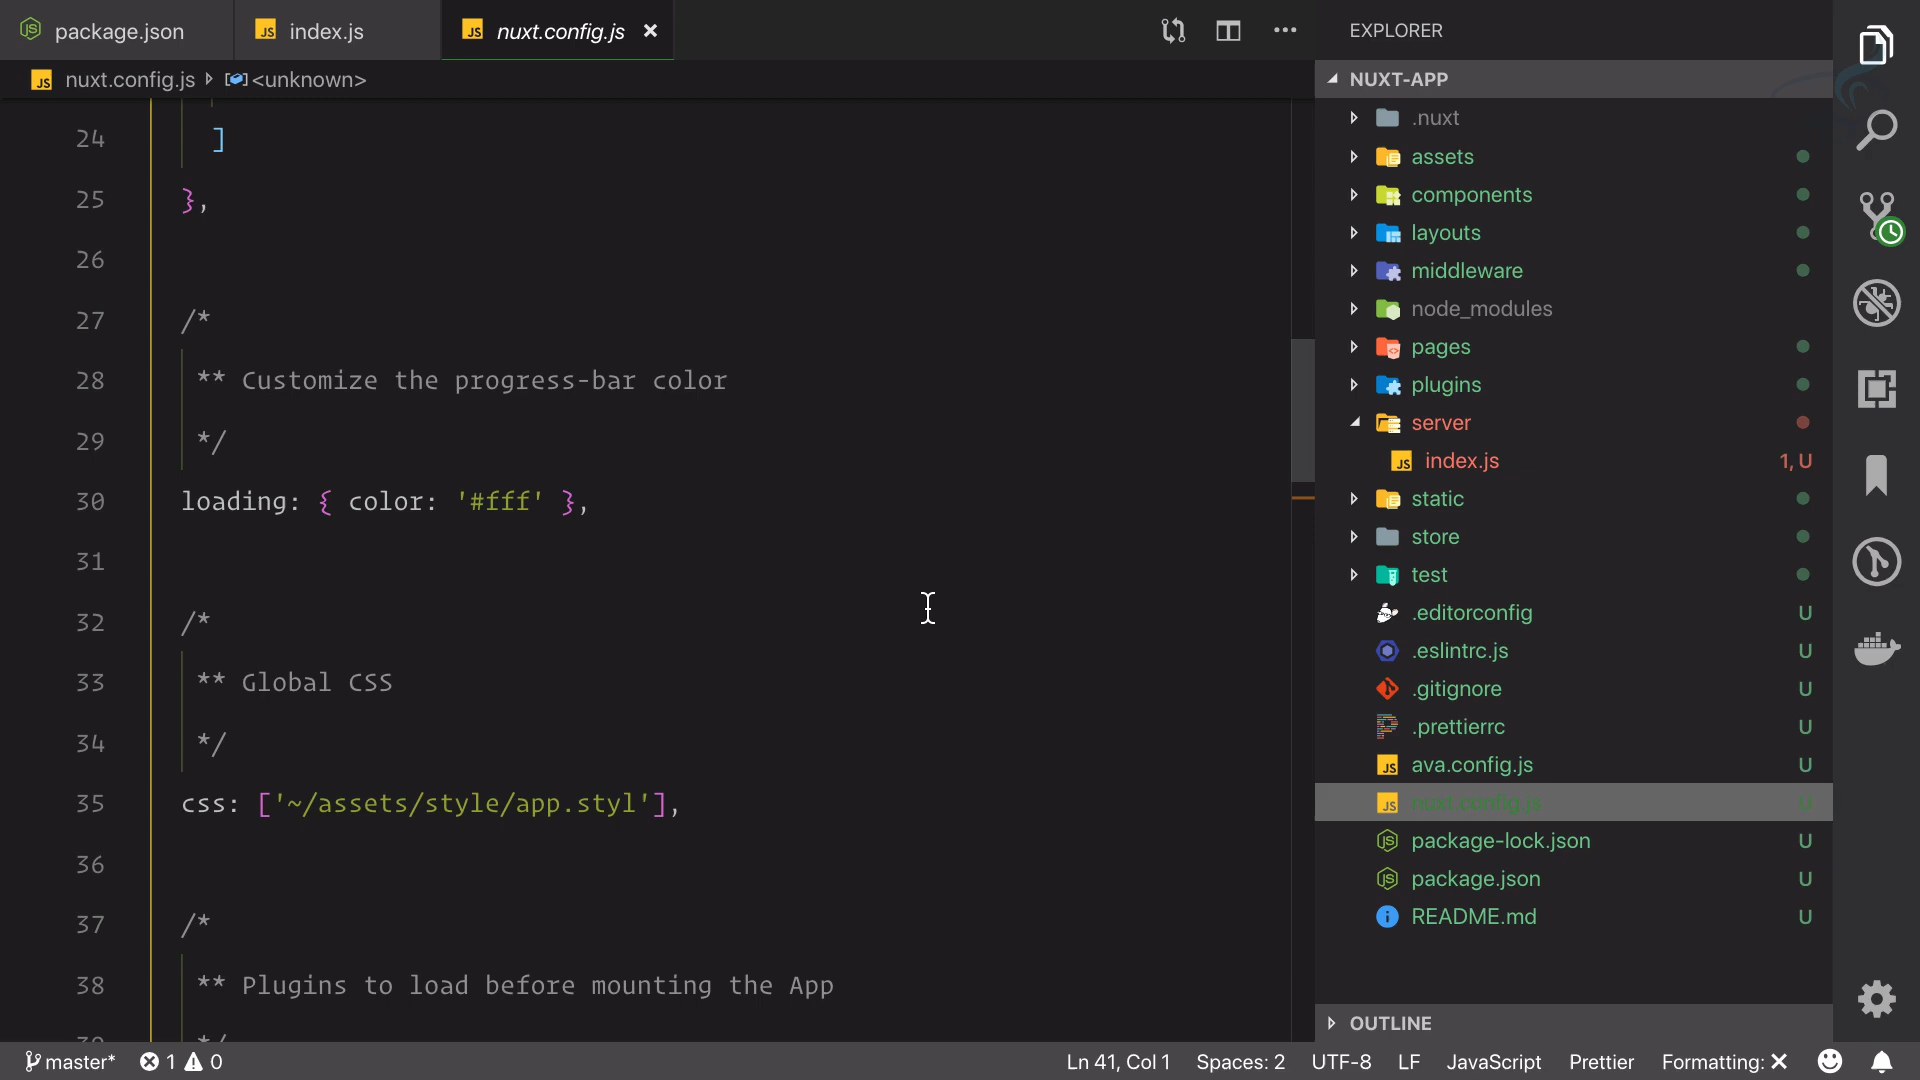 package.json
index.js
nuxt.config.js
EXPLORER
nuxt.config.js <unknown>
NUXT-APP
24 ]
25 },
26
27 /*
28 ** Customize the progress-bar color
29 */
30 loading: { color: '#fff' },
31
32 /*
33 ** Global CSS
34 */
35 css: ['~/assets/style/app.styl'],
36
37 /*
38 ** Plugins to load before mounting the App
.nuxt
assets
components
layouts
middleware
node_modules
pages
plugins
server
index.js 1, U
static
store
test
.editorconfig U
.eslintrc.js U
.gitignore U
.prettierrc U
ava.config.js U
nuxt.config.js U
package-lock.json U
package.json U
README.md U
OUTLINE
master* 1 0 Ln 41, Col 1 Spaces: 2 UTF-8 LF JavaScript Prettier Formatting: ✕